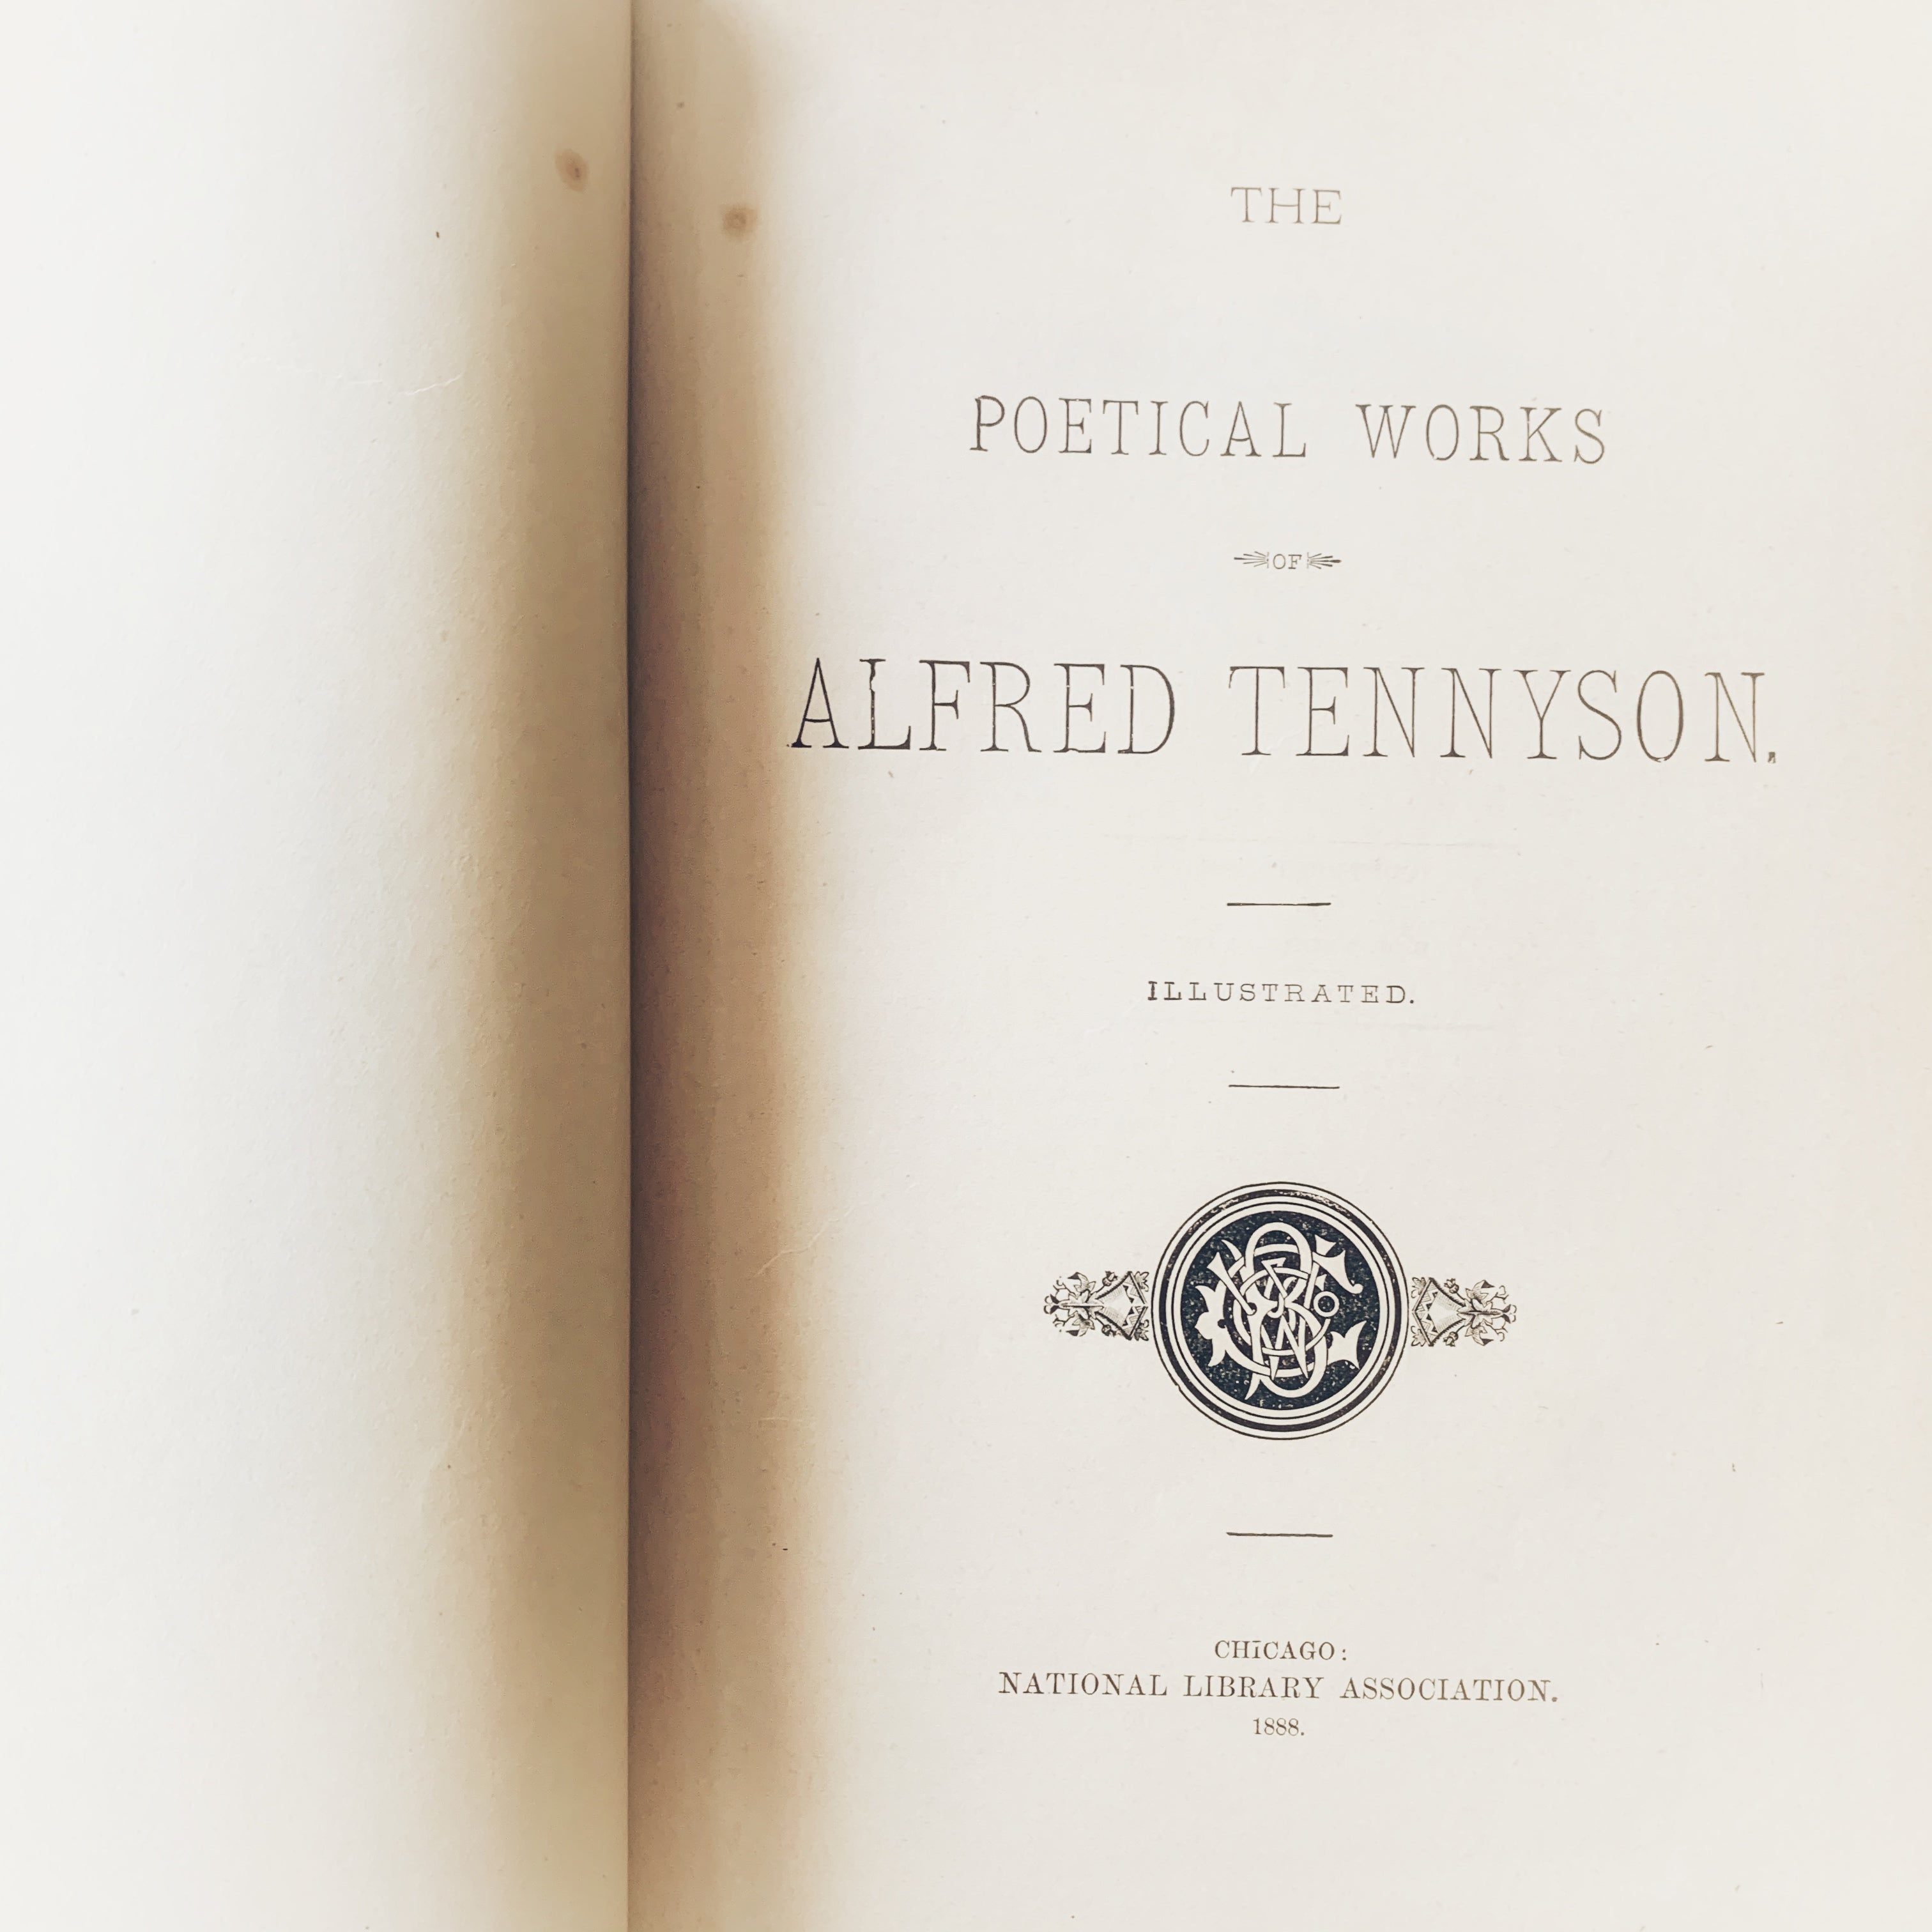 THE
POETICAL WORKS
OF
ALFRED TENNYSON.
ILLUSTRATED.
CHICAGO:
NATIONAL LIBRARY ASSOCIATION.
1888.